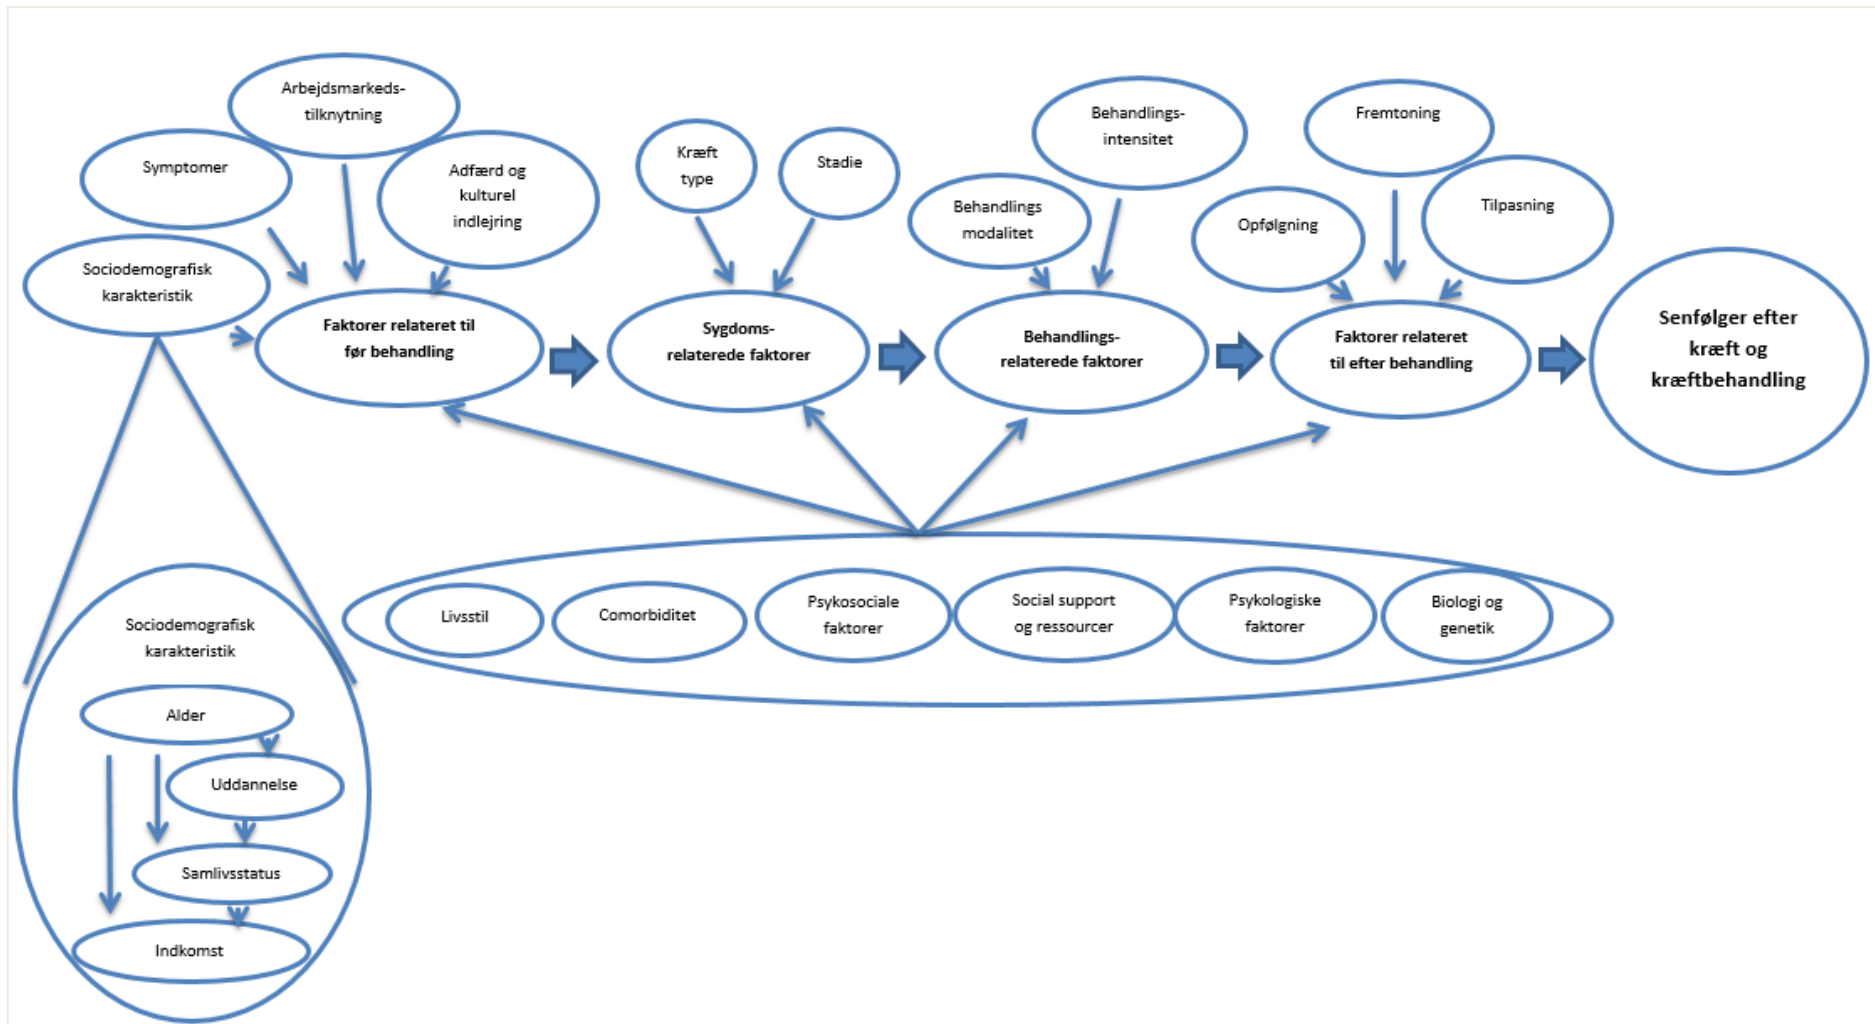 Arbejdsmarkeds-
tilknytning
Symptomer
Adfærd og
kulturel
indlejring
Sociodemografisk
karakteristik
Faktorer relateret til
før behandling
Kræft
type
Stadie
Sygdoms-
relaterede faktorer
Behandlings-
intensitet
Behandlings
modalitet
Behandlings-
relaterede faktorer
Fremtoning
Opfølgning
Tilpasning
Faktorer relateret
til efter behandling
Senfølger efter
kræft og
kræftbehandling
Livsstil
Comorbiditet
Psykosociale
faktorer
Social support
og ressourcer
Psykologiske
faktorer
Biologi og
genetik
Sociodemografisk
karakteristik
Alder
Uddannelse
Samlivsstatus
Indkomst